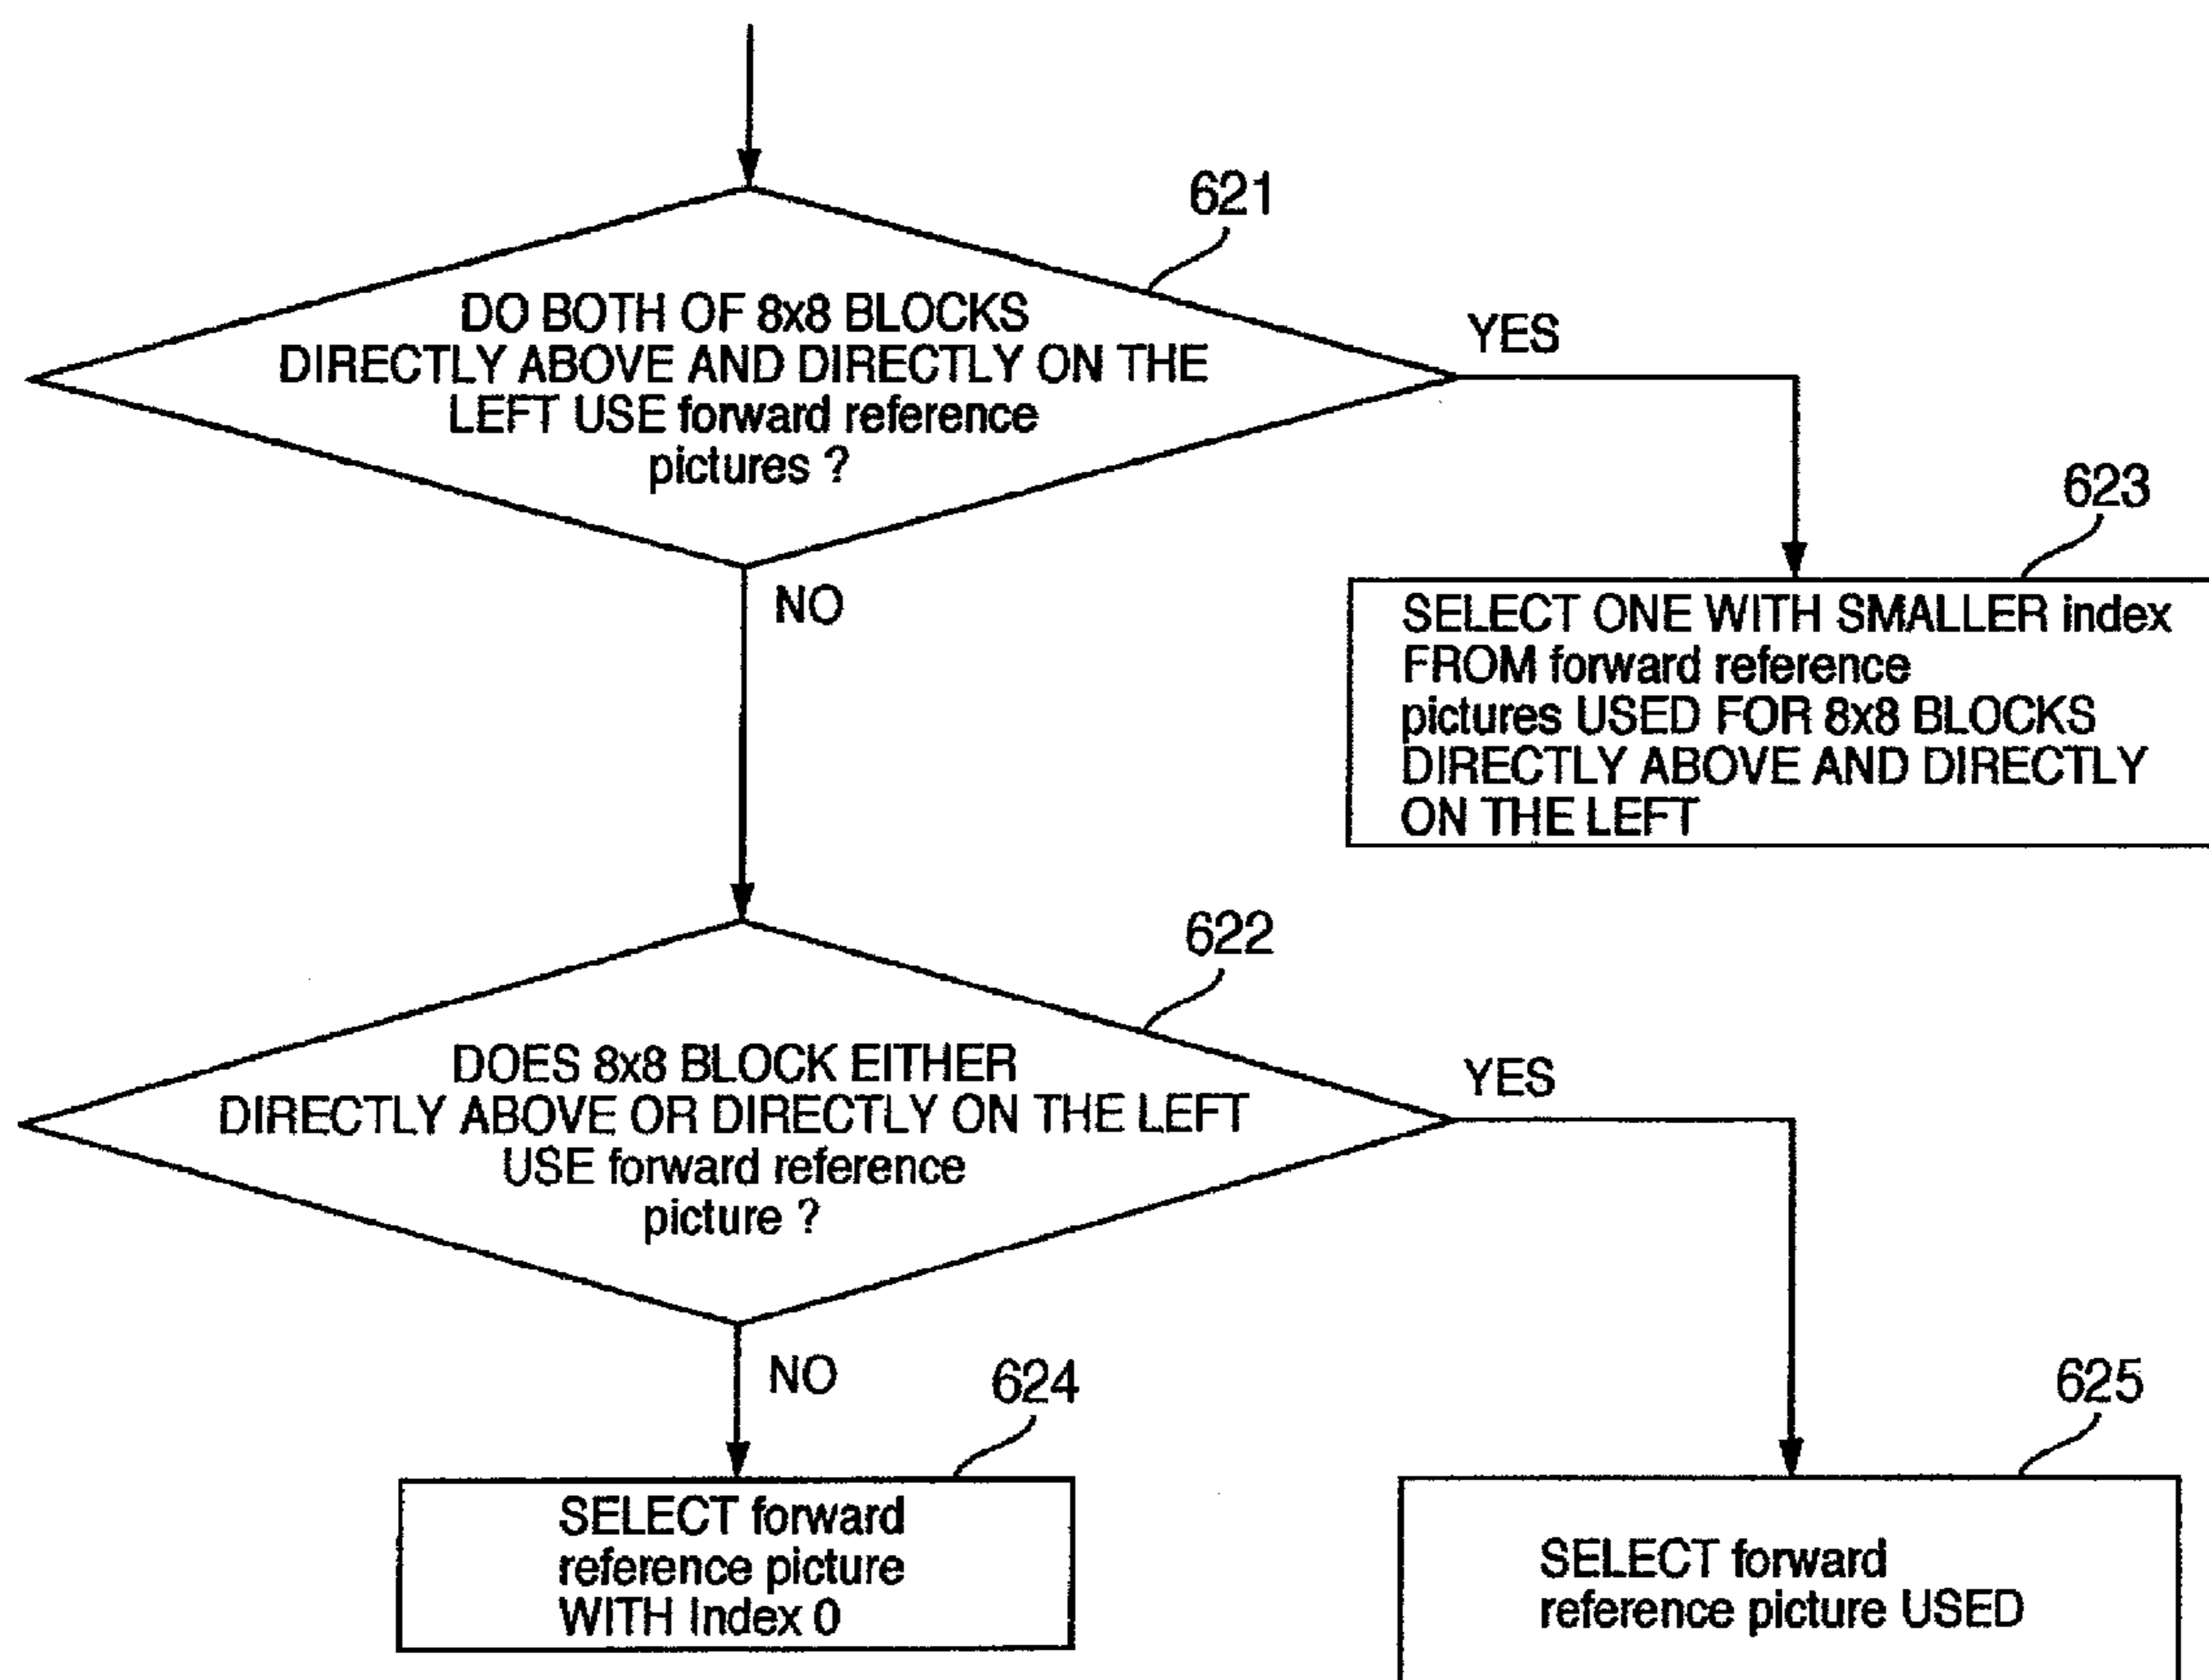 621
DO BOTH OF 8x8 BLOCKS
DIRECTLY ABOVE AND DIRECTLY ON THE
LEFT USE forward reference
pictures ?
YES
623
NO
SELECT ONE WITH SMALLER index
FROM forward reference
pictures USED FOR 8x8 BLOCKS
DIRECTLY ABOVE AND DIRECTLY
ON THE LEFT
622
DOES 8x8 BLOCK EITHER
DIRECTLY ABOVE OR DIRECTLY ON THE LEFT
USE forward reference
picture ?
YES
NO
624
625
SELECT forward
reference picture
WITH Index 0
SELECT forward
reference picture USED